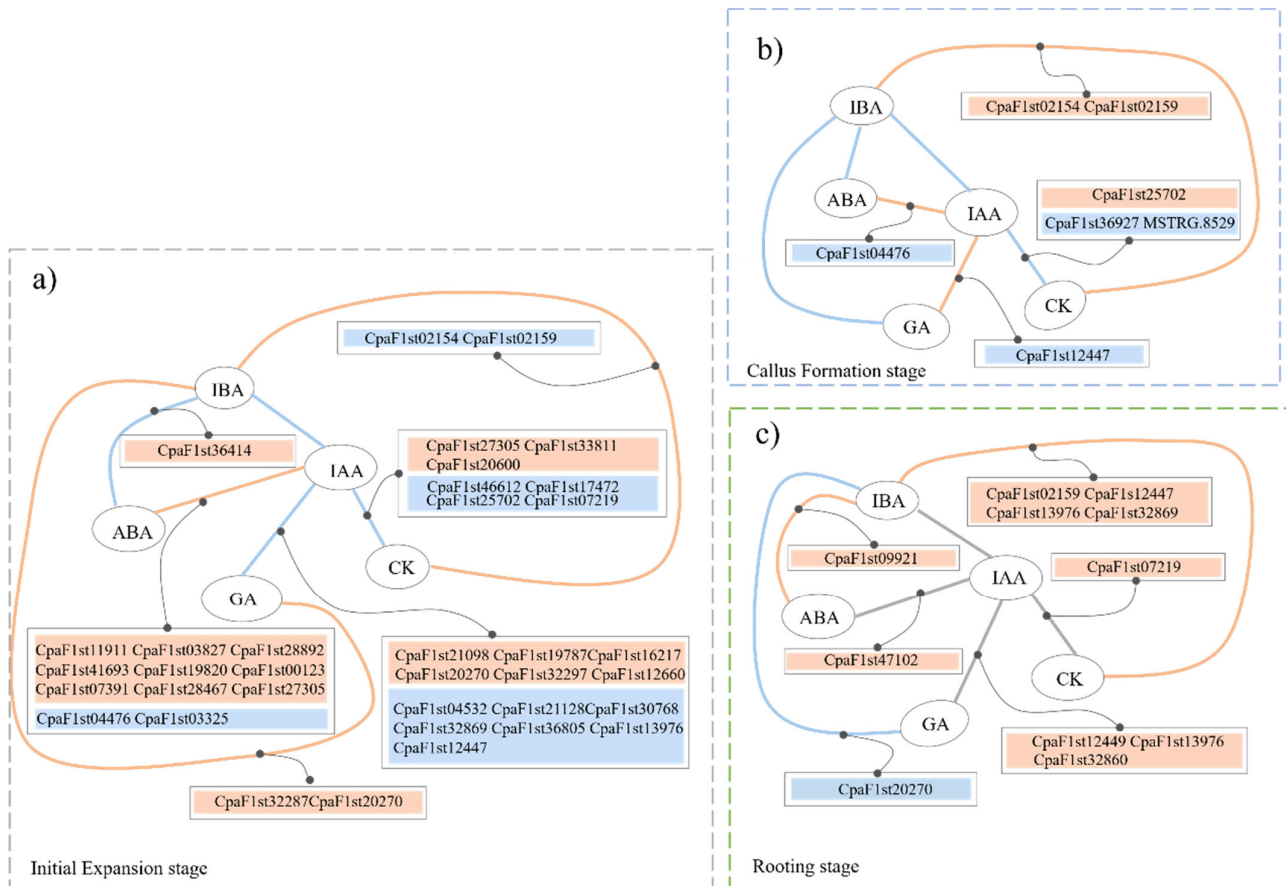 a)
CpaF1st02154 CpaF1st02159
IBA
CpaF1st36414
IAA
CpaF1st27305 CpaF1st33811
CpaF1st20600
CpaF1st46612 CpaF1st17472
CpaF1st25702 CpaF1st07219
ABA
CK
GA
CpaF1st11911 CpaF1st03827 CpaF1st28892
CpaF1st41693 CpaF1st19820 CpaF1st00123
CpaF1st07391 CpaF1st28467 CpaF1st27305
CpaF1st04476 CpaF1st03325
CpaF1st21098 CpaF1st19787CpaF1st16217
CpaF1st20270 CpaF1st32297 CpaF1st12660
CpaF1st04532 CpaF1st21128CpaF1st30768
CpaF1st32869 CpaF1st36805 CpaF1st13976
CpaF1st12447
CpaF1st32287CpaF1st20270
Initial Expansion stage
b)
IBA
CpaF1st02154 CpaF1st02159
ABA
IAA
CpaF1st25702
CpaF1st36927 MSTRG.8529
CpaF1st04476
CK
GA
CpaF1st12447
Callus Formation stage
c)
IBA
CpaF1st02159 CpaF1s12447
CpaF1st13976 CpaF1st32869
CpaF1st09921
IAA
CpaF1st07219
ABA
CpaF1st47102
CK
GA
CpaF1st12449 CpaF1st13976
CpaF1st32860
CpaF1st20270
Rooting stage